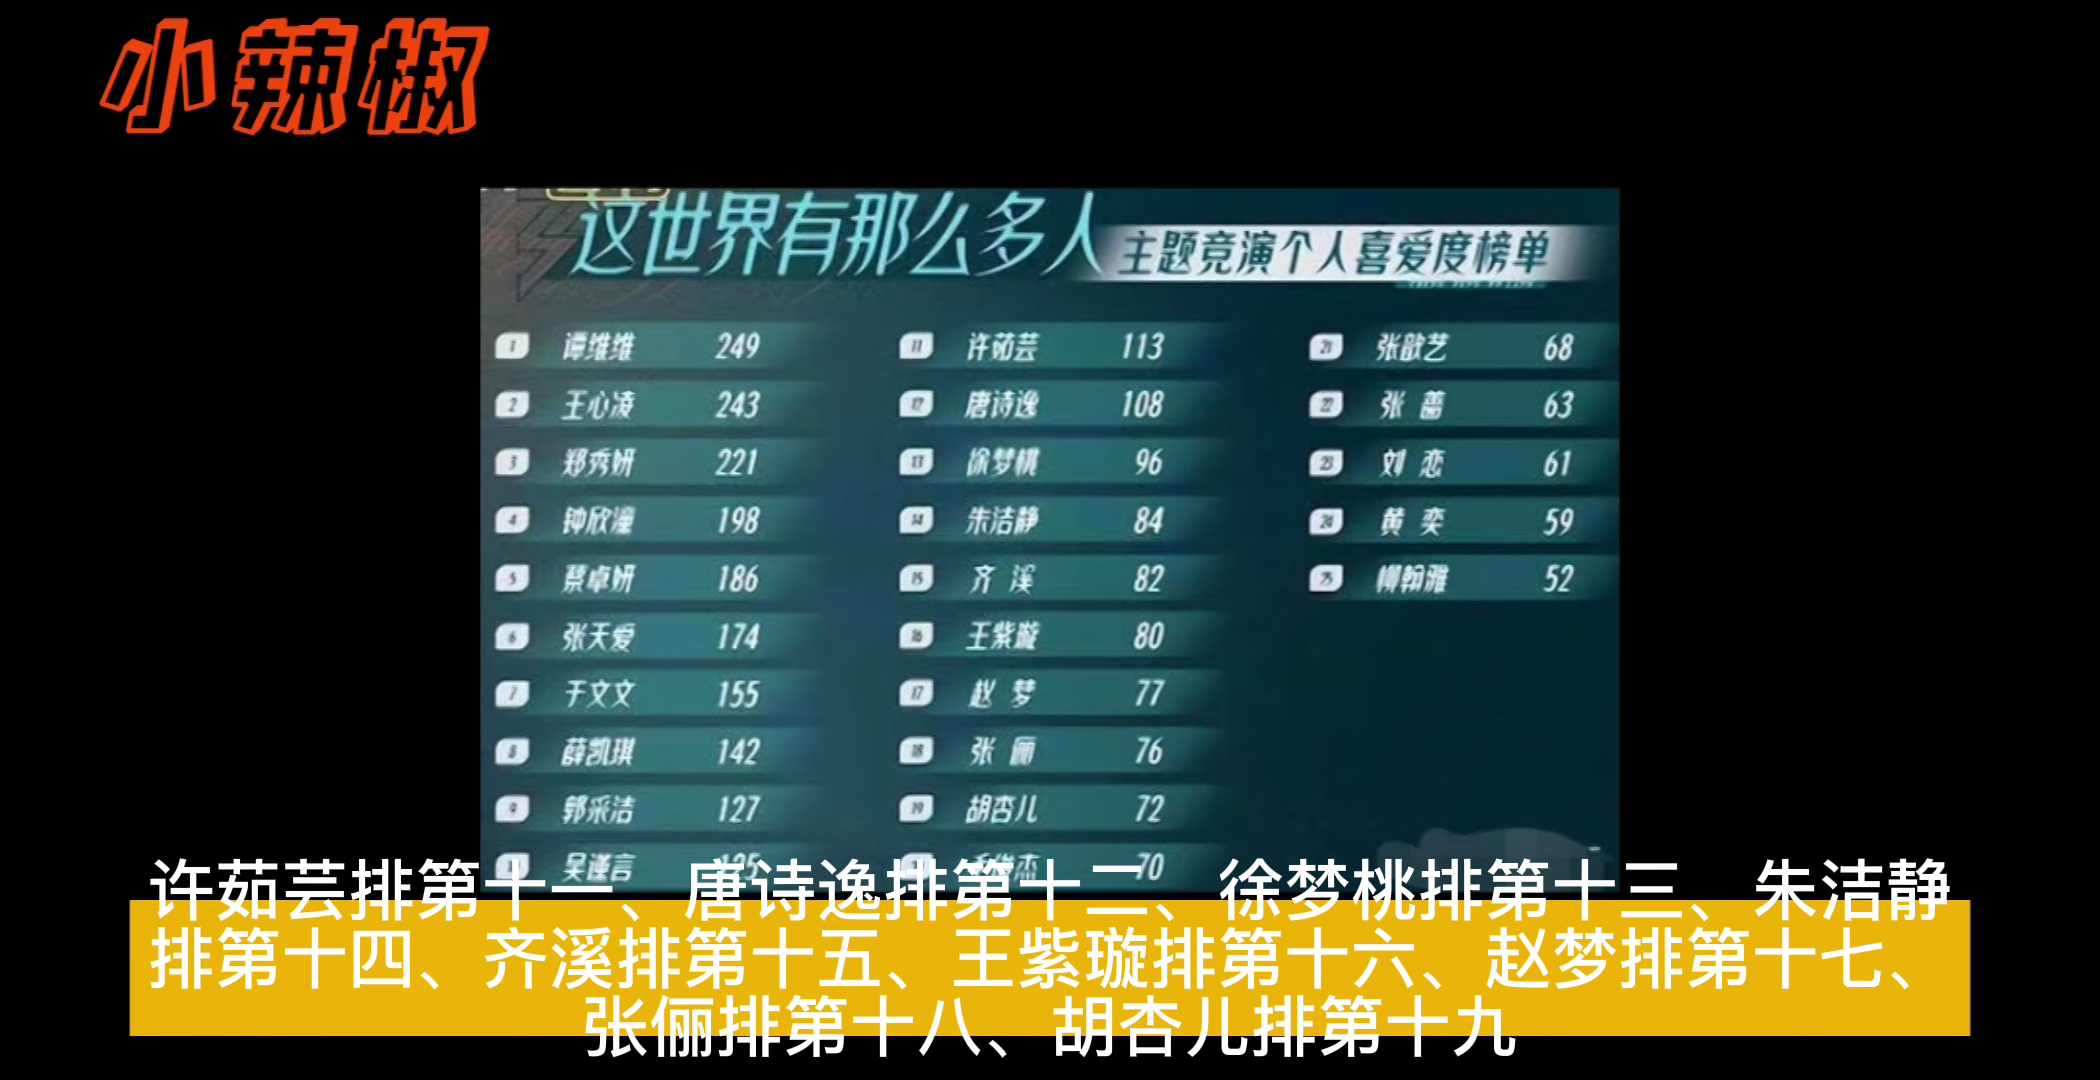 小辣椒
这世界有那么多人 主题竞演个人喜爱度榜单
1 谭维维 249
2 王心凌 243
3 郑秀妍 221
4 钟欣潼 198
5 蔡卓妍 186
6 张天爱 174
7 于文文 155
8 薛凯琪 142
9 郭采洁 127
吴谨言
11 许茹芸 113
12 唐诗逸 108
13 徐梦桃 96
14 朱洁静 84
15 齐溪 82
16 王紫璇 80
17 赵梦 77
18 张俪 76
19 胡杏儿 72
杰 70
21 张歆艺 68
22 张蔷 63
23 刘恋 61
24 黄奕 59
25 柳翰雅 52
许茹芸排第十一、唐诗逸排第十二、徐梦桃排第十三、朱洁静
排第十四、齐溪排第十五、王紫璇排第十六、赵梦排第十七、
张俪排第十八、胡杏儿排第十九